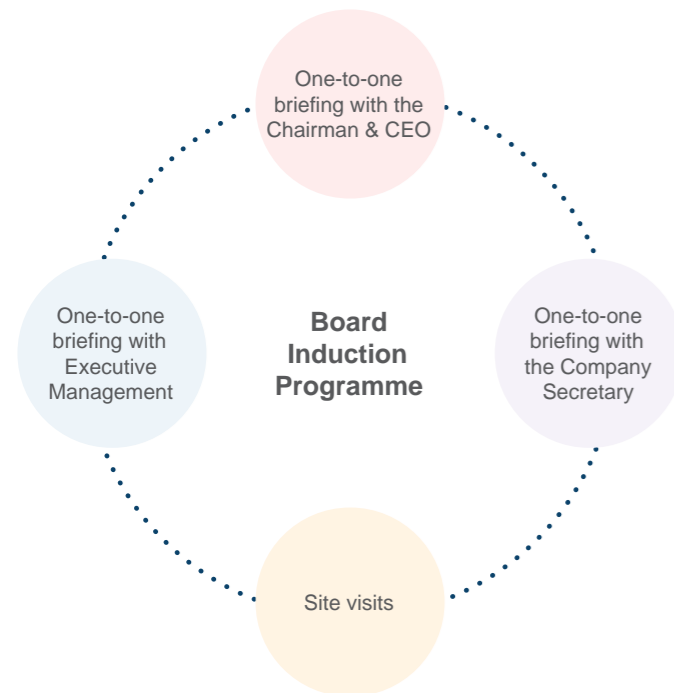 One-to-one
briefing with the
Chairman & CEO
One-to-one
briefing with
Executive
Management
Board
Induction
Programme
One-to-one
briefing with
the Company
Secretary
Site visits